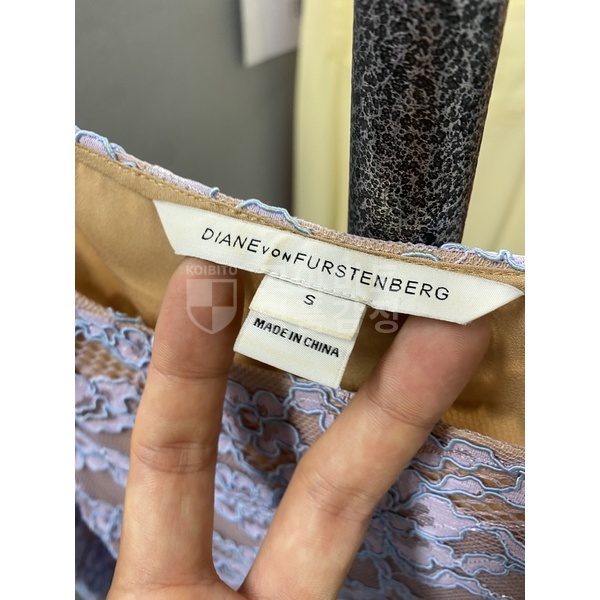 DIANE VON FURSTENBERG
S
MADE IN CHINA
KOIBITO